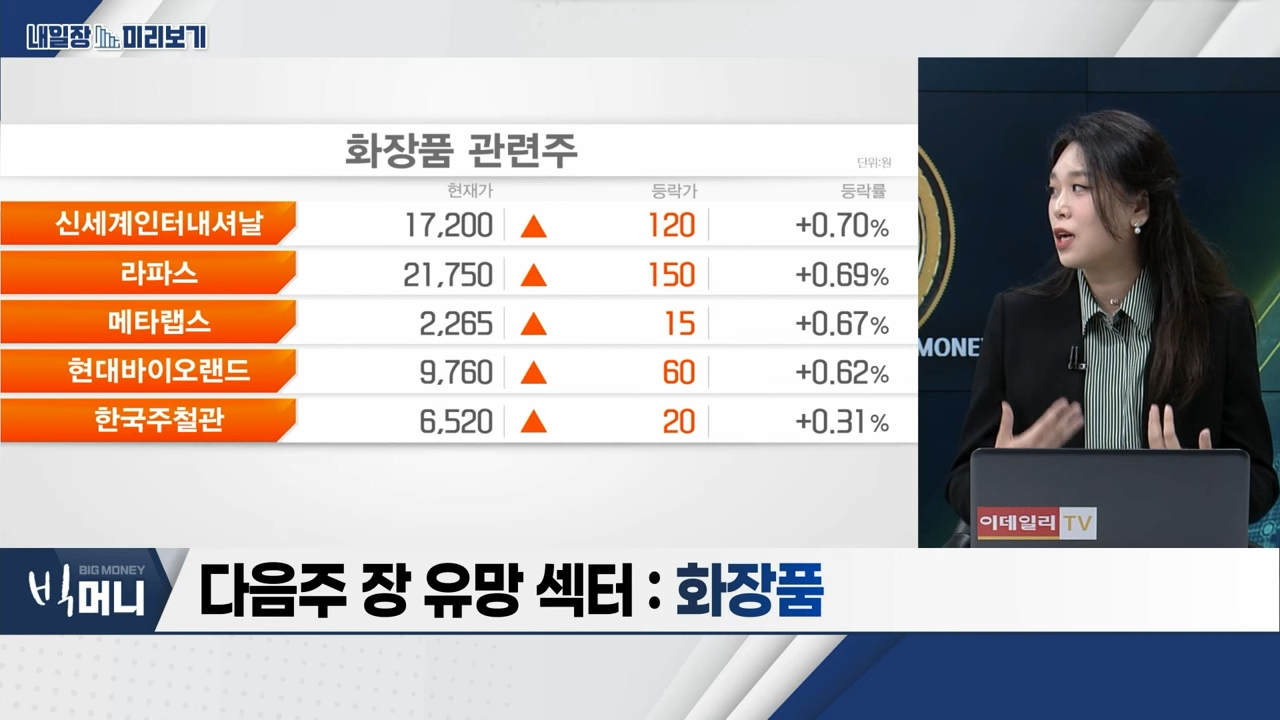 내일장 미리보기
화장품 관련주
단위:원
현재가 등락가 등락률
신세계인터내셔날 17,200 ▲ 120 +0.70%
라파스 21,750 ▲ 150 +0.69%
메타랩스 2,265 ▲ 15 +0.67%
현대바이오랜드 9,760 ▲ 60 +0.62%
한국주철관 6,520 ▲ 20 +0.31%
MONEY
이데일리 TV
BIG MONEY
빅머니
다음주 장 유망 섹터 : 화장품